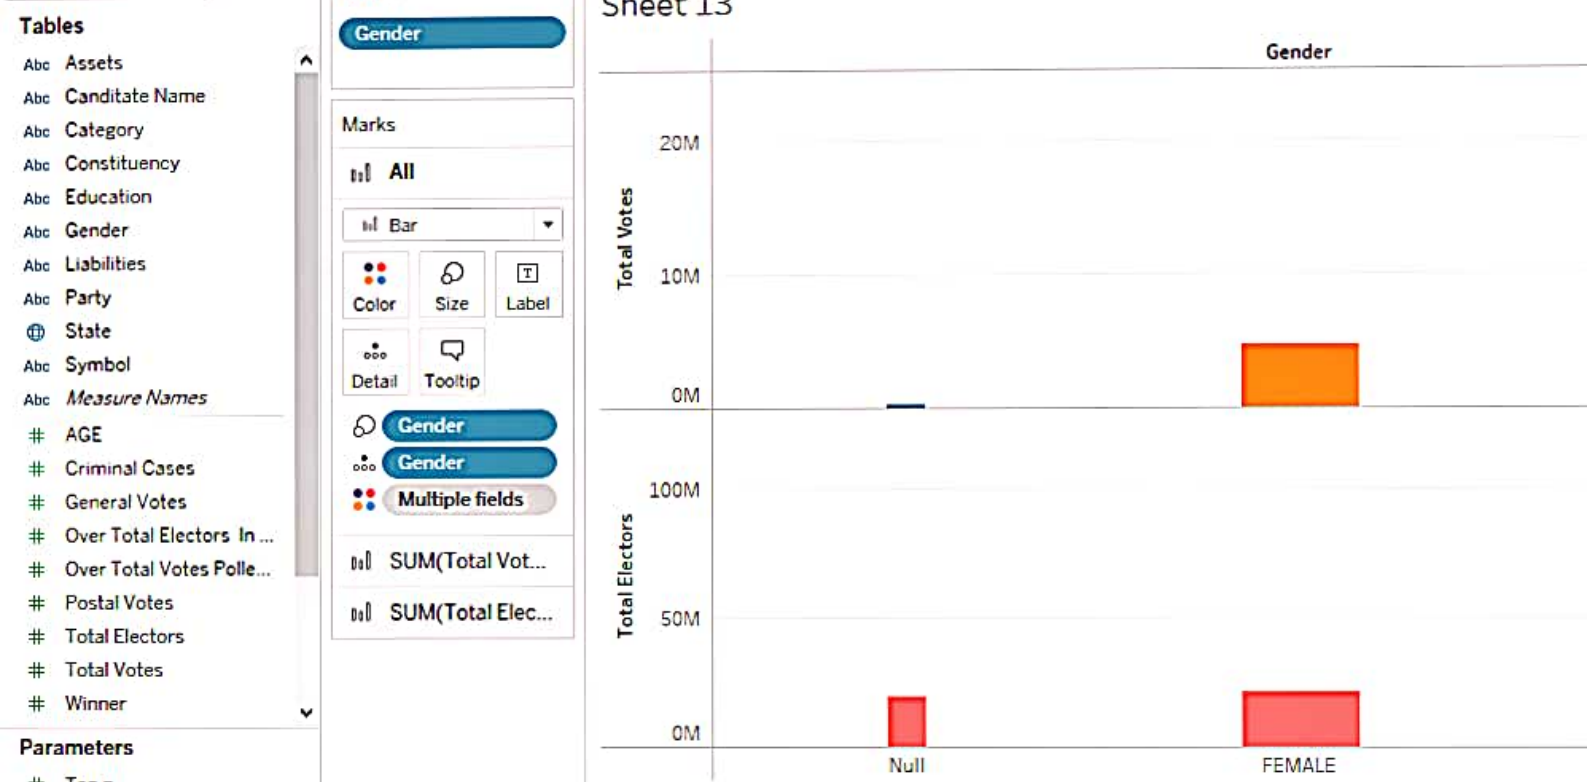 Tables
Abc Assets
Abc Canditate Name
Abc Category
Abc Constituency
Abc Education
Abc Gender
Abc Liabilities
Abc Party
State
Abc Symbol
Abc Measure Names
# AGE
# Criminal Cases
# General Votes
# Over Total Electors In ...
# Over Total Votes Polle...
# Postal Votes
# Total Electors
# Total Votes
# Winner
Parameters
Gender
Marks
All
Bar
Color
Size
T
Label
Detail
Tooltip
Gender
Gender
Multiple fields
SUM(Total Vot...
SUM(Total Elec...
Sheet 13
Gender
Total Votes
20M
10M
0M
Total Electors
100M
50M
0M
Null
FEMALE